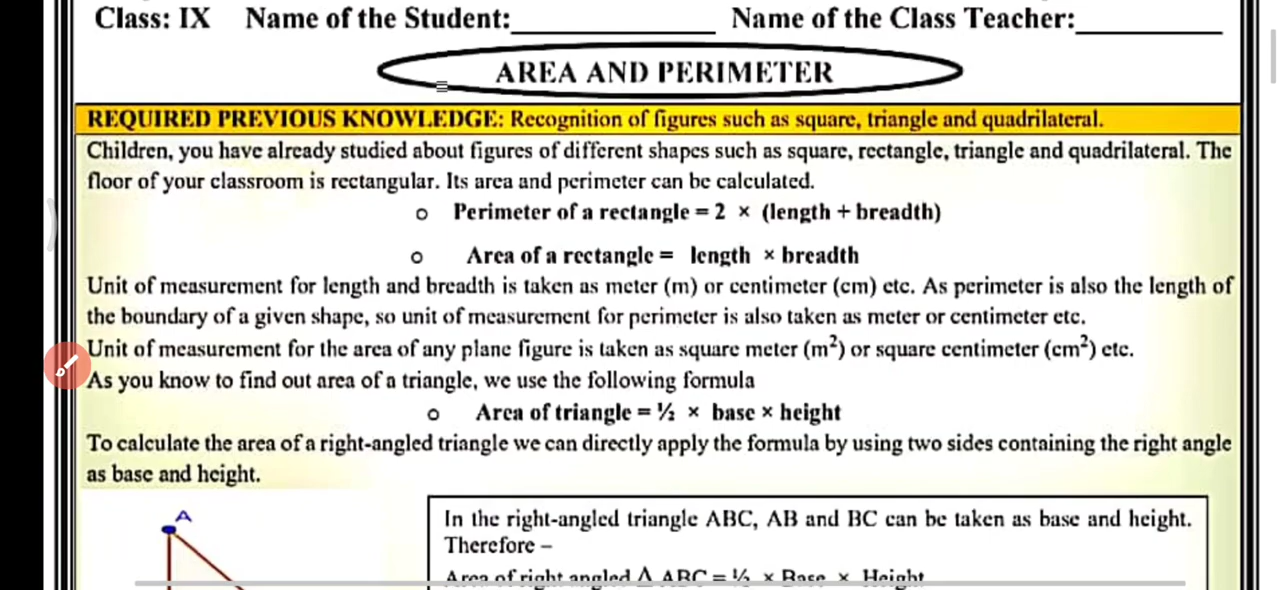 Class: IX Name of the Student:______________ Name of the Class Teacher:__________
AREA AND PERIMETER
REQUIRED PREVIOUS KNOWLEDGE: Recognition of figures such as square, triangle and quadrilateral.
Children, you have already studied about figures of different shapes such as square, rectangle, triangle and quadrilateral. The
floor of your classroom is rectangular. Its area and perimeter can be calculated.
o Perimeter of a rectangle = 2 × (length + breadth)
o Area of a rectangle = length × breadth
Unit of measurement for length and breadth is taken as meter (m) or centimeter (cm) etc. As perimeter is also the length of
the boundary of a given shape, so unit of measurement for perimeter is also taken as meter or centimeter etc.
Unit of measurement for the area of any plane figure is taken as square meter (m²) or square centimeter (cm²) etc.
As you know to find out area of a triangle, we use the following formula
o Area of triangle = ½ × base × height
To calculate the area of a right-angled triangle we can directly apply the formula by using two sides containing the right angle
as base and height.
A
In the right-angled triangle ABC, AB and BC can be taken as base and height.
Therefore –
Area of right angled Δ ABC = ½ × Base × Height